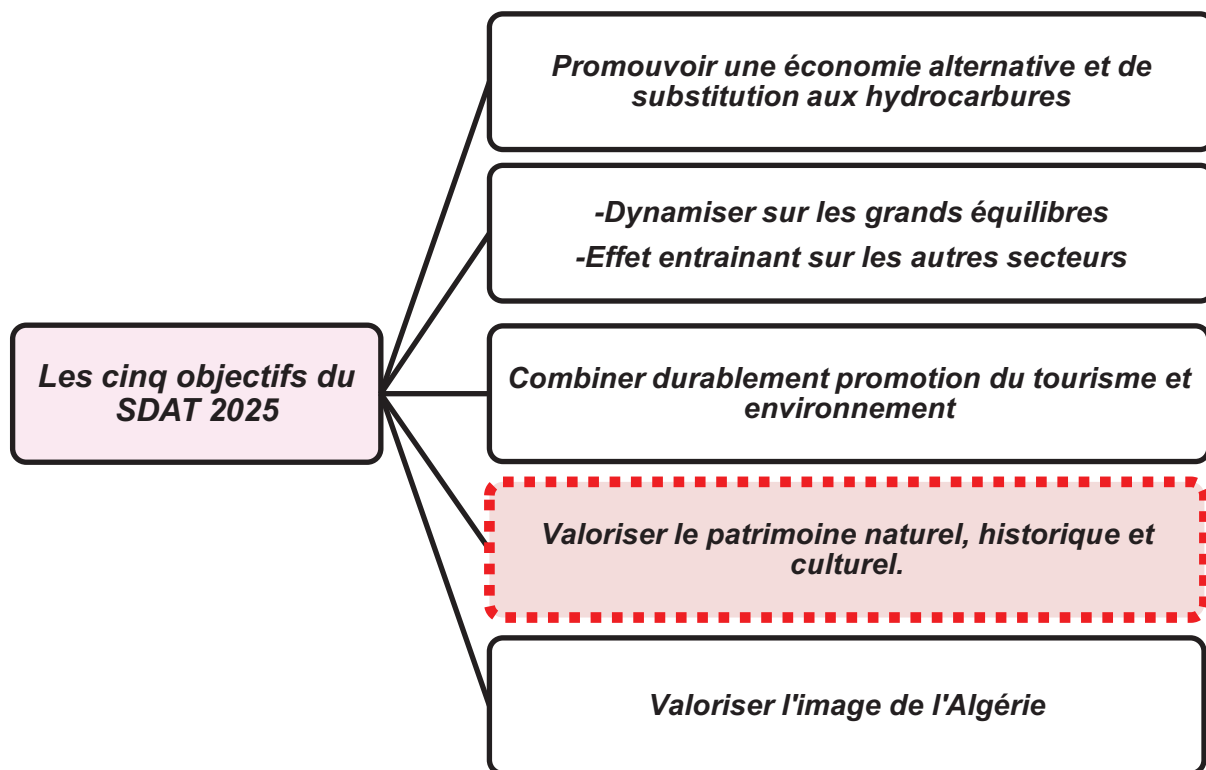 Promouvoir une économie alternative et de
substitution aux hydrocarbures
-Dynamiser sur les grands équilibres
-Effet entrainant sur les autres secteurs
Les cinq objectifs du
SDAT 2025
Combiner durablement promotion du tourisme et
environnement
Valoriser le patrimoine naturel, historique et
culturel.
Valoriser l'image de l'Algérie